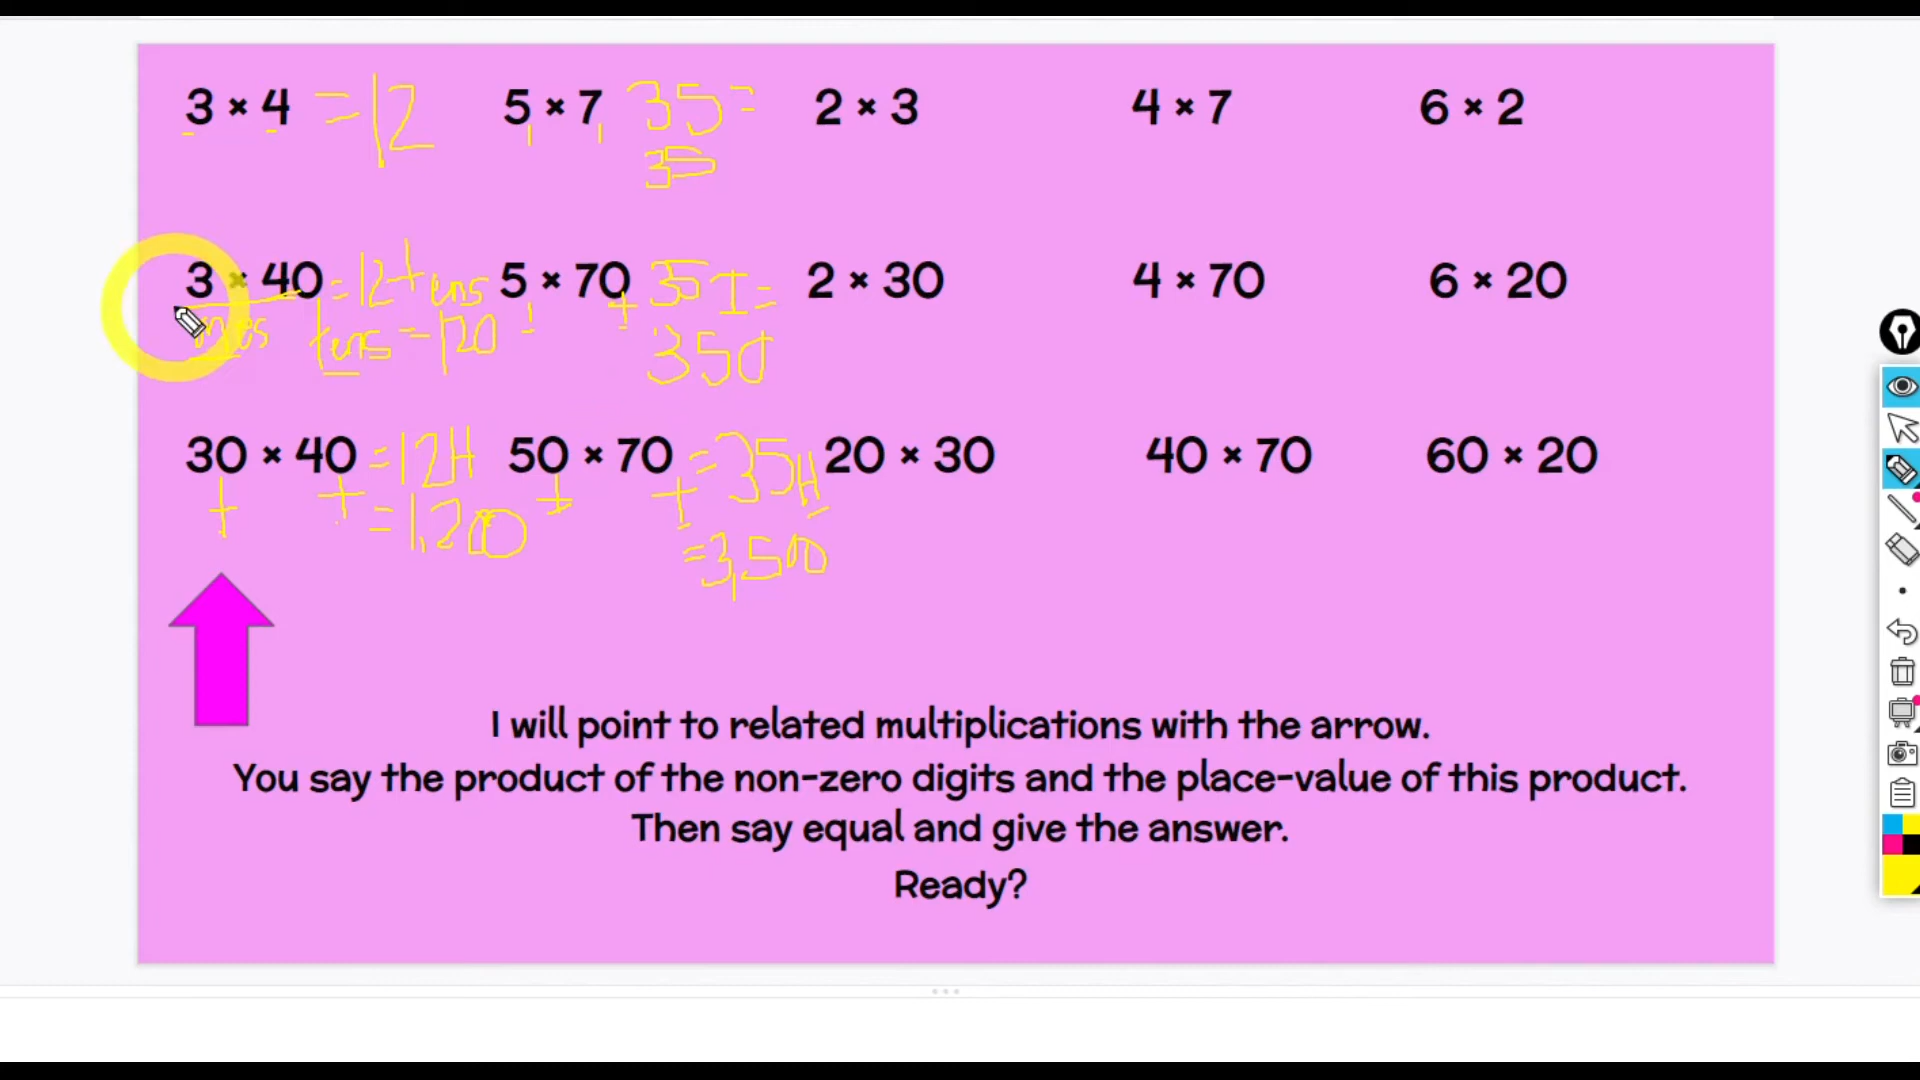 3 × 4 = 12
5 × 7 35 =
35
2 × 3
4 × 7
6 × 2
3 × 40 = 12 tens
ones tens = 120
5 × 70 35 T =
350
2 × 30
4 × 70
6 × 20
30 × 40 = 12 H
= 1,200
50 × 70 = 35 H
= 3,500
20 × 30
40 × 70
60 × 20
I will point to related multiplications with the arrow.
You say the product of the non-zero digits and the place-value of this product.
Then say equal and give the answer.
Ready?